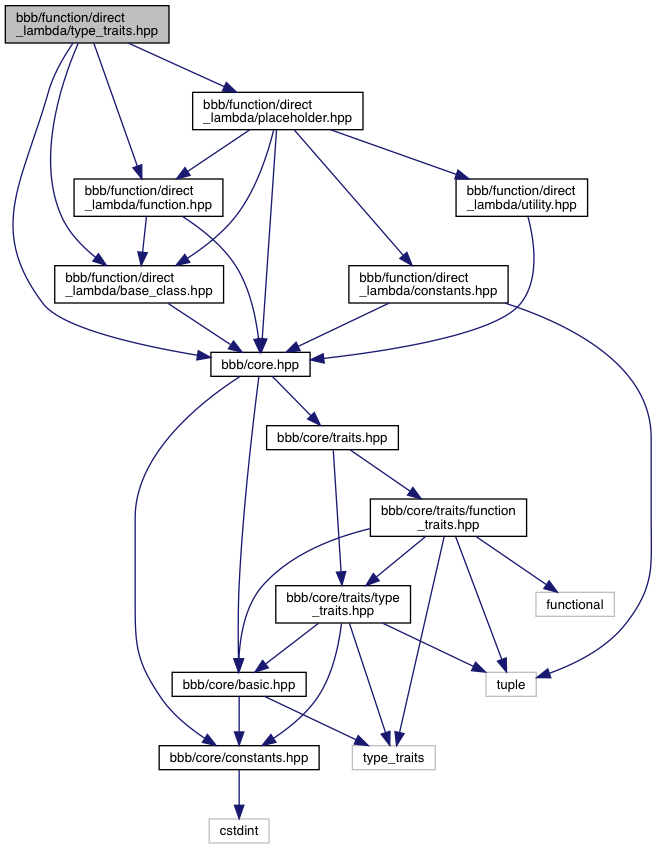 bbb/function/direct
_lambda/type_traits.hpp
bbb/function/direct
_lambda/placeholder.hpp
bbb/function/direct
_lambda/function.hpp
bbb/function/direct
_lambda/utility.hpp
bbb/function/direct
_lambda/base_class.hpp
bbb/function/direct
_lambda/constants.hpp
bbb/core.hpp
bbb/core/traits.hpp
bbb/core/traits/function
_traits.hpp
bbb/core/traits/type
_traits.hpp
functional
bbb/core/basic.hpp
tuple
bbb/core/constants.hpp
type_traits
cstdint